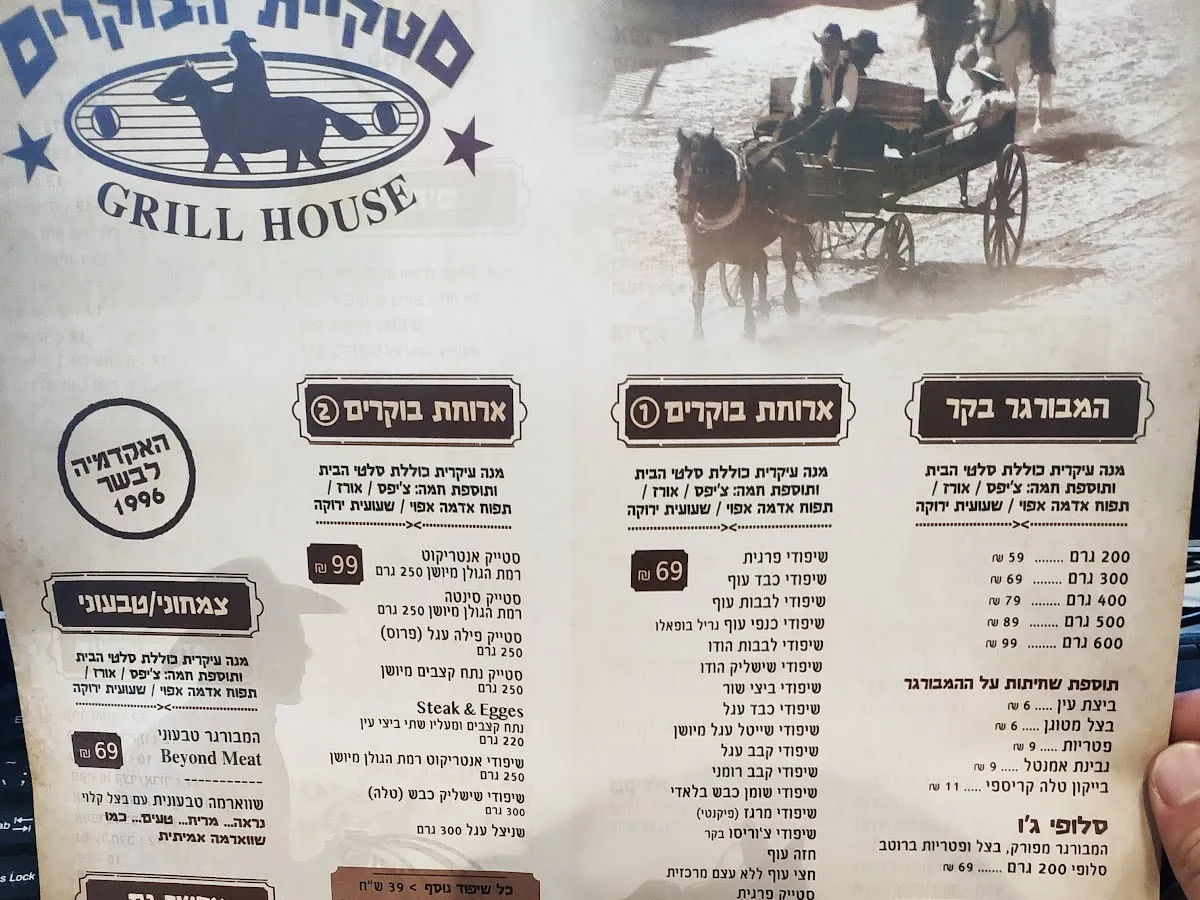 סטקיית הבוקרים
GRILL HOUSE
המבורגר בקר
מנה עיקרית כוללת סלטי הבית
ותוספת חמה: צ'יפס / אורז /
תפוח אדמה אפוי / שעועית ירוקה
200 גרם ........ 59 ₪
300 גרם ........ 69 ₪
400 גרם ........ 79 ₪
500 גרם ........ 89 ₪
600 גרם ........ 99 ₪
תוספת שחיתות על ההמבורגר
ביצת עין ..... 6 ₪
בצל מטוגן ..... 6 ₪
פטריות ..... 9 ₪
גבינת אמנטל ..... 9 ₪
בייקון טלה קריספי ..... 11 ₪
סלופי ג'ו
המבורגר מפורק, בצל ופטריות ברוטב
סלופי 200 גרם ....... 69 ₪
ארוחת בוקרים 1
מנה עיקרית כוללת סלטי הבית
ותוספת חמה: צ'יפס / אורז /
תפוח אדמה אפוי / שעועית ירוקה
69 ₪
שיפודי פרגית
שיפודי כבד עוף
שיפודי לבבות עוף
שיפודי כנפי עוף גריל בופאלו
שיפודי לבבות הודו
שיפודי שישליק הודו
שיפודי ביצי שור
שיפודי כבד עגל
שיפודי שייטל עגל מיושן
שיפודי קבב עגל
שיפודי קבב רומני
שיפודי שומן כבש בלאדי
שיפודי מרגז (פיקנטי)
שיפודי צ'וריסו בקר
חזה עוף
חצי עוף ללא עצם מרכזית
סטייק פרגית
ארוחת בוקרים 2
מנה עיקרית כוללת סלטי הבית
ותוספת חמה: צ'יפס / אורז /
תפוח אדמה אפוי / שעועית ירוקה
99 ₪
סטייק אנטריקוט
רמת הגולן מיושן 250 גרם
סטייק סינטה
רמת הגולן מיושן 250 גרם
סטייק פילה עגל (פרוס)
250 גרם
סטייק נתח קצבים מיושן
250 גרם
Steak & Egges
נתח קצבים ומעליו שתי ביצי עין
220 גרם
שיפודי אנטריקוט רמת הגולן מיושן
250 גרם
שיפודי שישליק כבש (טלה)
300 גרם
שניצל עגל 300 גרם
כל שיפוד נוסף > 39 ש"ח
האקדמיה
לבשר
1996
צמחוני/טבעוני
מנה עיקרית כוללת סלטי הבית
ותוספת חמה: צ'יפס / אורז /
תפוח אדמה אפוי / שעועית ירוקה
69 ₪
המבורגר טבעוני
Beyond Meat
שווארמה טבעונית עם בצל קלוי
נראה... מריח... טעים... כמו
שווארמה אמיתית